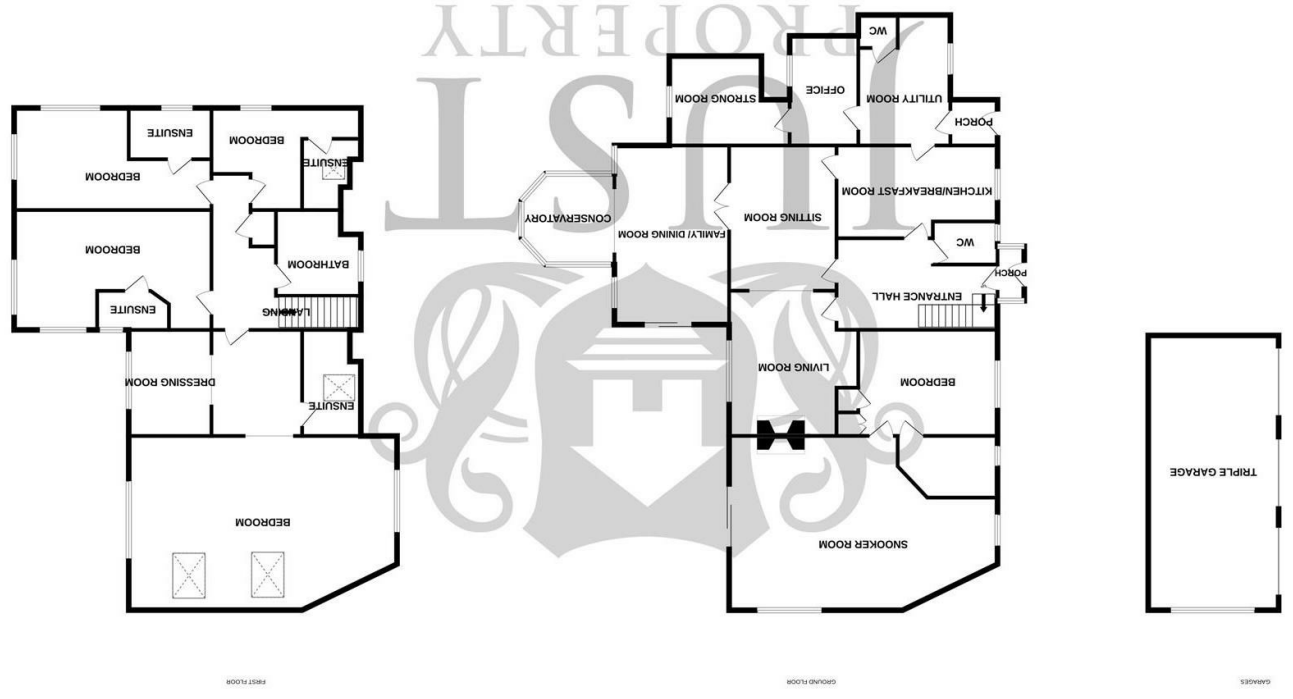 GARAGES
TRIPLE GARAGE
GROUND FLOOR
SNOOKER ROOM
BEDROOM
LIVING ROOM
ENTRANCE HALL
PORCH
WC
SITTING ROOM
FAMILY/ DINING ROOM
CONSERVATORY
KITCHEN/BREAKFAST ROOM
PORCH
UTILITY ROOM
OFFICE
STRONG ROOM
WC
FIRST FLOOR
BEDROOM
ENSUITE
DRESSING ROOM
LANDING
ENSUITE
BATHROOM
BEDROOM
BEDROOM
ENSUITE
BEDROOM
ENSUITE
JUST
PROPERTY